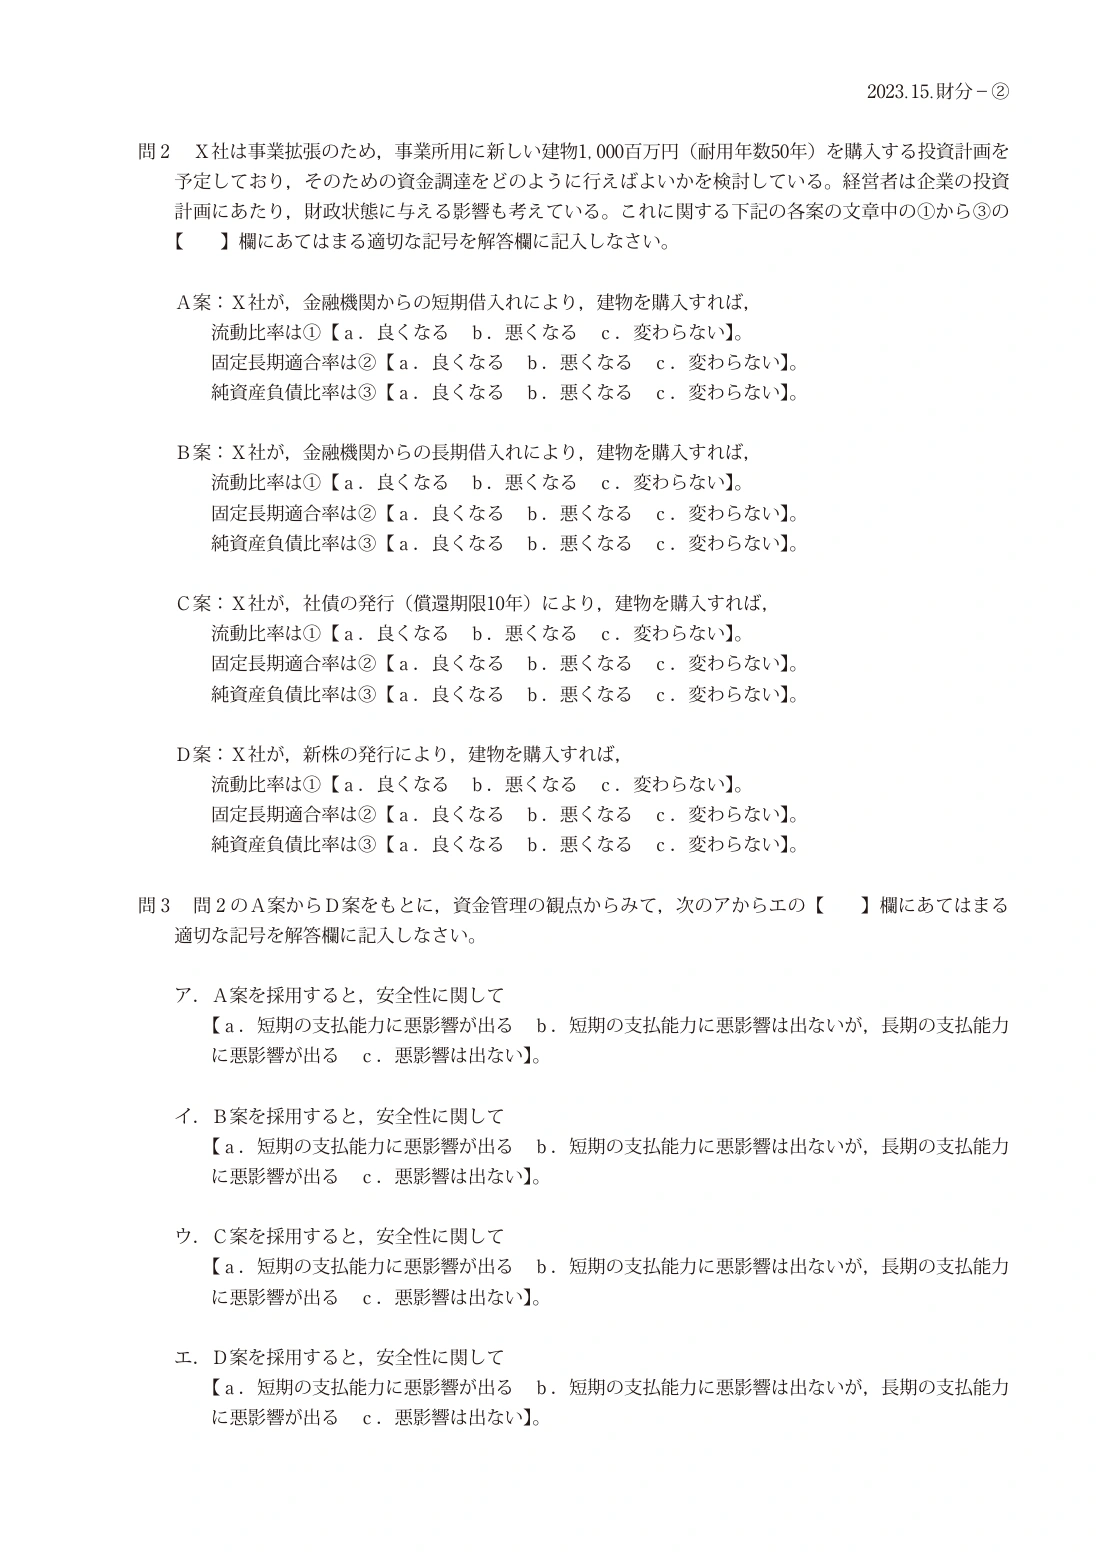 2023.15.財分－②
問２　Ｘ社は事業拡張のため，事業所用に新しい建物1,000百万円（耐用年数50年）を購入する投資計画を
予定しており，そのための資金調達をどのように行えばよいかを検討している。経営者は企業の投資
計画にあたり，財政状態に与える影響も考えている。これに関する下記の各案の文章中の①から③の
【　　】欄にあてはまる適切な記号を解答欄に記入しなさい。
Ａ案：Ｘ社が，金融機関からの短期借入れにより，建物を購入すれば，
流動比率は①【ａ．良くなる　ｂ．悪くなる　ｃ．変わらない】。
固定長期適合率は②【ａ．良くなる　ｂ．悪くなる　ｃ．変わらない】。
純資産負債比率は③【ａ．良くなる　ｂ．悪くなる　ｃ．変わらない】。
Ｂ案：Ｘ社が，金融機関からの長期借入れにより，建物を購入すれば，
流動比率は①【ａ．良くなる　ｂ．悪くなる　ｃ．変わらない】。
固定長期適合率は②【ａ．良くなる　ｂ．悪くなる　ｃ．変わらない】。
純資産負債比率は③【ａ．良くなる　ｂ．悪くなる　ｃ．変わらない】。
Ｃ案：Ｘ社が，社債の発行（償還期限10年）により，建物を購入すれば，
流動比率は①【ａ．良くなる　ｂ．悪くなる　ｃ．変わらない】。
固定長期適合率は②【ａ．良くなる　ｂ．悪くなる　ｃ．変わらない】。
純資産負債比率は③【ａ．良くなる　ｂ．悪くなる　ｃ．変わらない】。
Ｄ案：Ｘ社が，新株の発行により，建物を購入すれば，
流動比率は①【ａ．良くなる　ｂ．悪くなる　ｃ．変わらない】。
固定長期適合率は②【ａ．良くなる　ｂ．悪くなる　ｃ．変わらない】。
純資産負債比率は③【ａ．良くなる　ｂ．悪くなる　ｃ．変わらない】。
問３　問２のＡ案からＤ案をもとに，資金管理の観点からみて，次のアからエの【　　】欄にあてはまる
適切な記号を解答欄に記入しなさい。
ア．Ａ案を採用すると，安全性に関して
【ａ．短期の支払能力に悪影響が出る　ｂ．短期の支払能力に悪影響は出ないが，長期の支払能力
に悪影響が出る　ｃ．悪影響は出ない】。
イ．Ｂ案を採用すると，安全性に関して
【ａ．短期の支払能力に悪影響が出る　ｂ．短期の支払能力に悪影響は出ないが，長期の支払能力
に悪影響が出る　ｃ．悪影響は出ない】。
ウ．Ｃ案を採用すると，安全性に関して
【ａ．短期の支払能力に悪影響が出る　ｂ．短期の支払能力に悪影響は出ないが，長期の支払能力
に悪影響が出る　ｃ．悪影響は出ない】。
エ．Ｄ案を採用すると，安全性に関して
【ａ．短期の支払能力に悪影響が出る　ｂ．短期の支払能力に悪影響は出ないが，長期の支払能力
に悪影響が出る　ｃ．悪影響は出ない】。